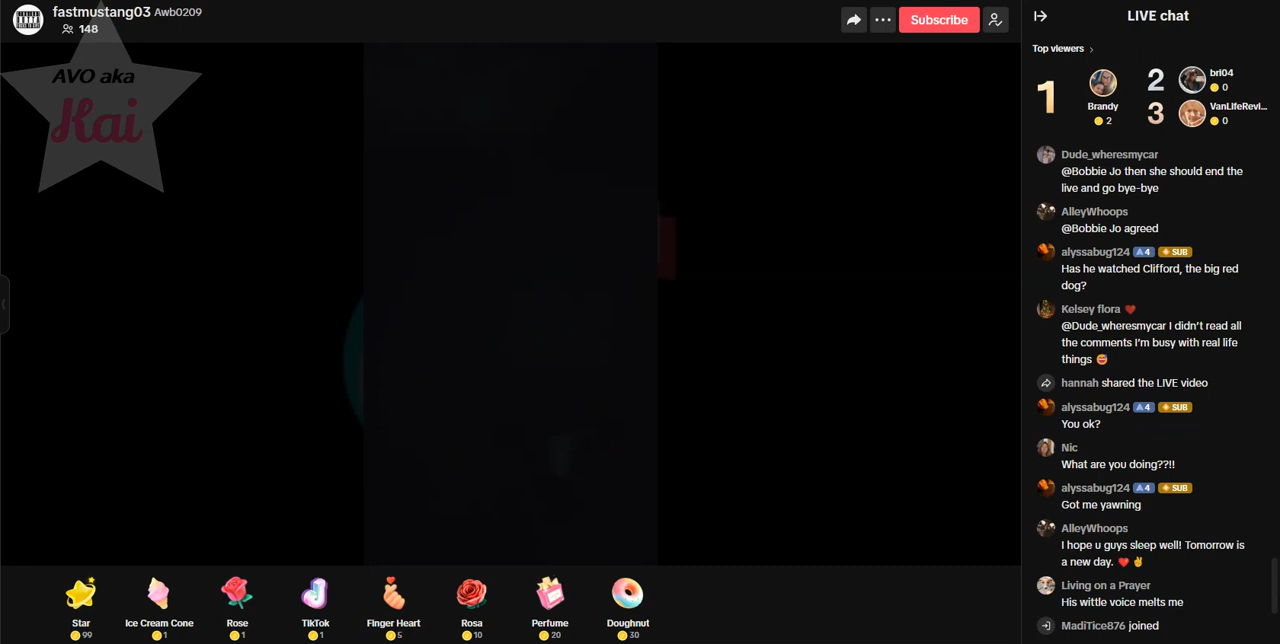 fastmustang03 Awb0209
148
Subscribe
AVO aka
Kai
LIVE chat
Top viewers
1
Brandy
2
2
bri04
0
3
VanLifeRevi...
0
Dude_wheresmycar
@Bobbie Jo then she should end the
live and go bye-bye
AlleyWhoops
@Bobbie Jo agreed
alyssabug124 4 SUB
Has he watched Clifford, the big red
dog?
Kelsey flora ❤️
@Dude_wheresmycar I didn't read all
the comments I'm busy with real life
things 😅
hannah shared the LIVE video
alyssabug124 4 SUB
You ok?
Nic
What are you doing??!!
alyssabug124 4 SUB
Got me yawning
AlleyWhoops
I hope u guys sleep well! Tomorrow is
a new day. ❤️ ✌️
Living on a Prayer
His wittle voice melts me
MadiTice876 joined
Star
99
Ice Cream Cone
1
Rose
1
TikTok
1
Finger Heart
5
Rosa
10
Perfume
20
Doughnut
30